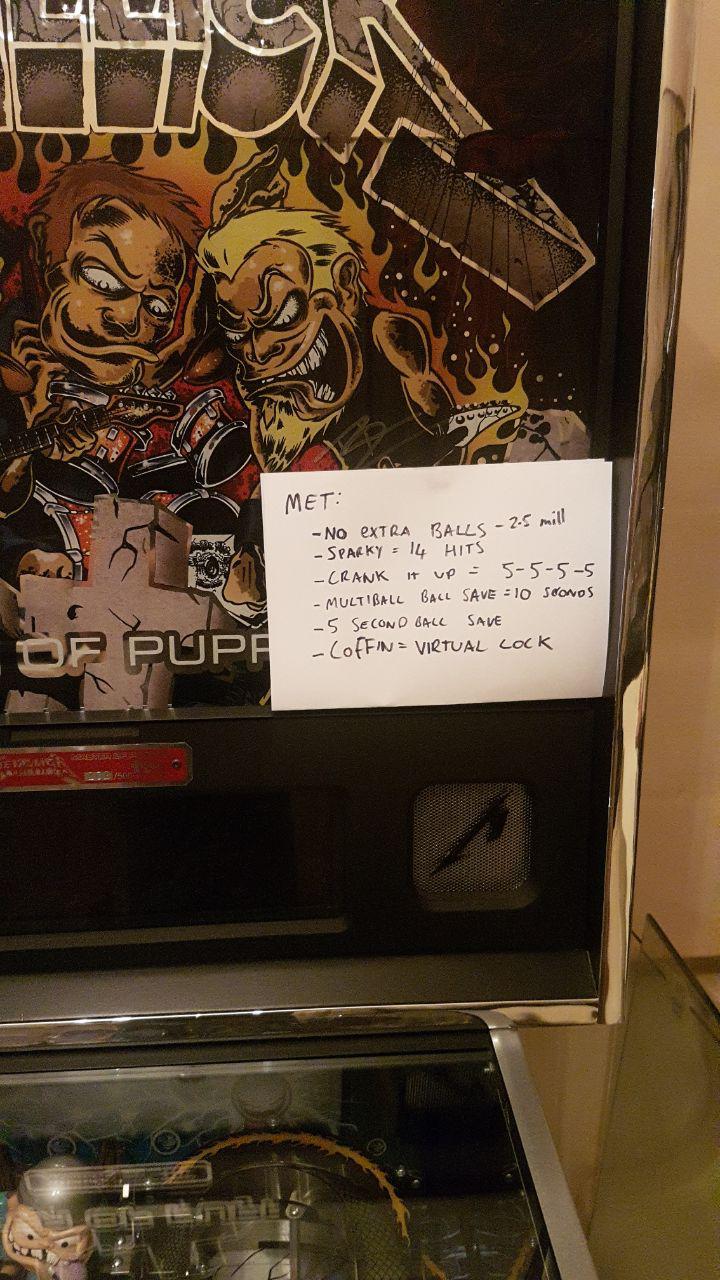 METALLICA
OF PUPP
MET:
-NO EXTRA BALLS - 2.5 mill
-SPARKY = 14 HITS
-CRANK IT UP = 5-5-5-5
-MULTIBALL BALL SAVE = 10 SECONDS
-5 SECOND BALL SAVE
-COFFIN = VIRTUAL LOCK